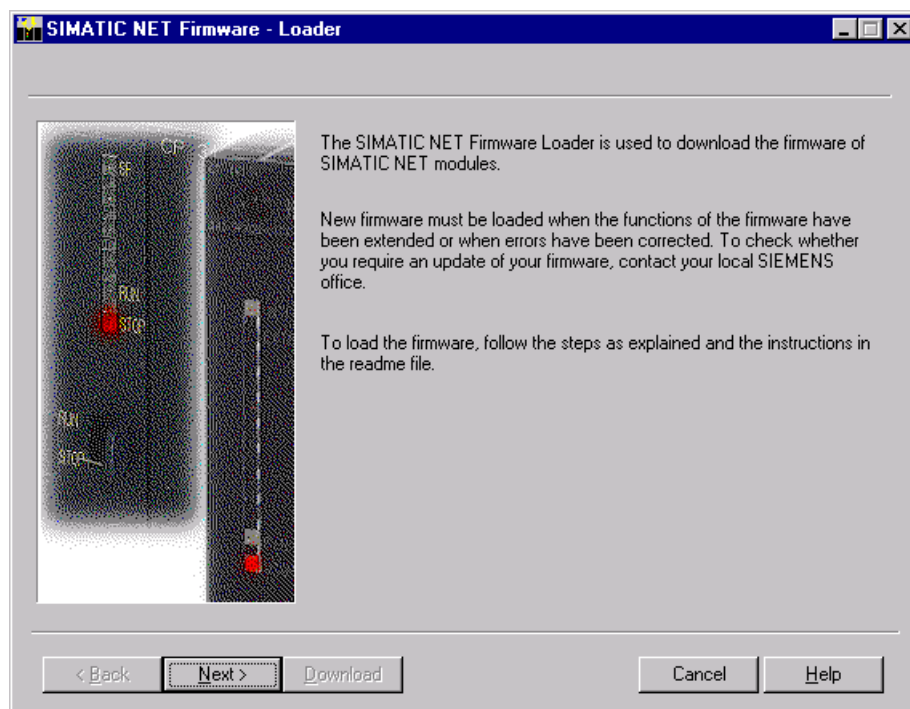 SIMATIC NET Firmware - Loader
The SIMATIC NET Firmware Loader is used to download the firmware of
SIMATIC NET modules.
New firmware must be loaded when the functions of the firmware have
been extended or when errors have been corrected. To check whether
you require an update of your firmware, contact your local SIEMENS
office.
To load the firmware, follow the steps as explained and the instructions in
the readme file.
SF
RUN
STOP
RUN
STOP
< Back
Next >
Download
Cancel
Help